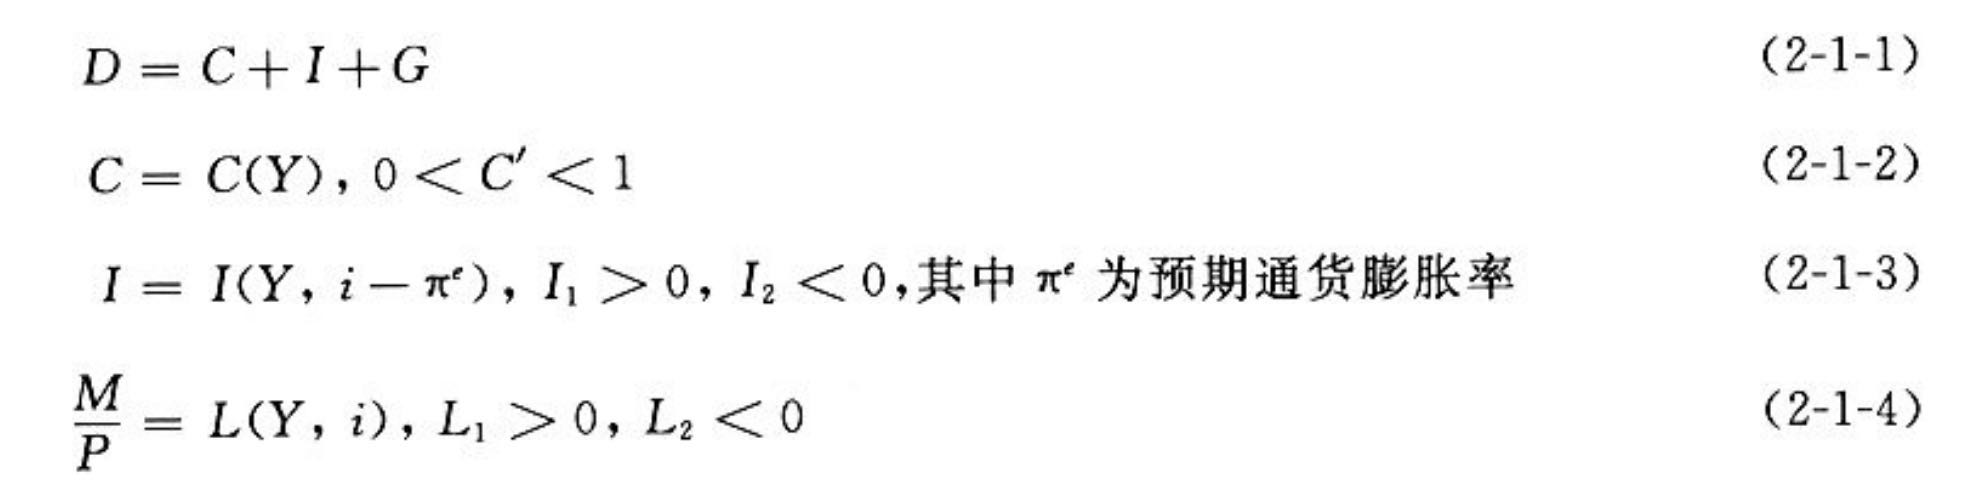 D = C + I + G (2-1-1)
C = C(Y), 0 < C′ < 1 (2-1-2)
I = I(Y, i − πᵉ), I₁ > 0, I₂ < 0,其中 πᵉ 为预期通货膨胀率 (2-1-3)
M/P = L(Y, i), L₁ > 0, L₂ < 0 (2-1-4)